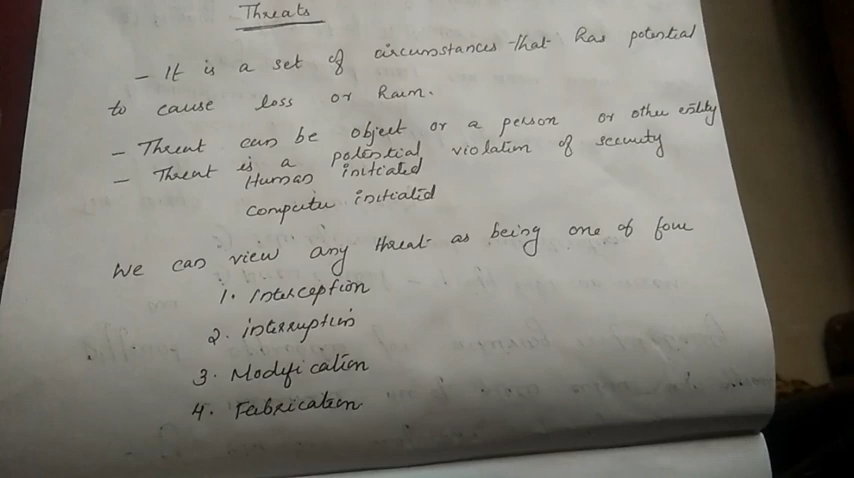 Threats
- It is a set of circumstances that has potential
to cause loss or harm.
- Threat can be object or a person or other entity
- Threat is a potential violation of security
Human initiated
computer initiated
We can view any threat as being one of four
1. Interception
2. interruption
3. Modification
4. Fabrication